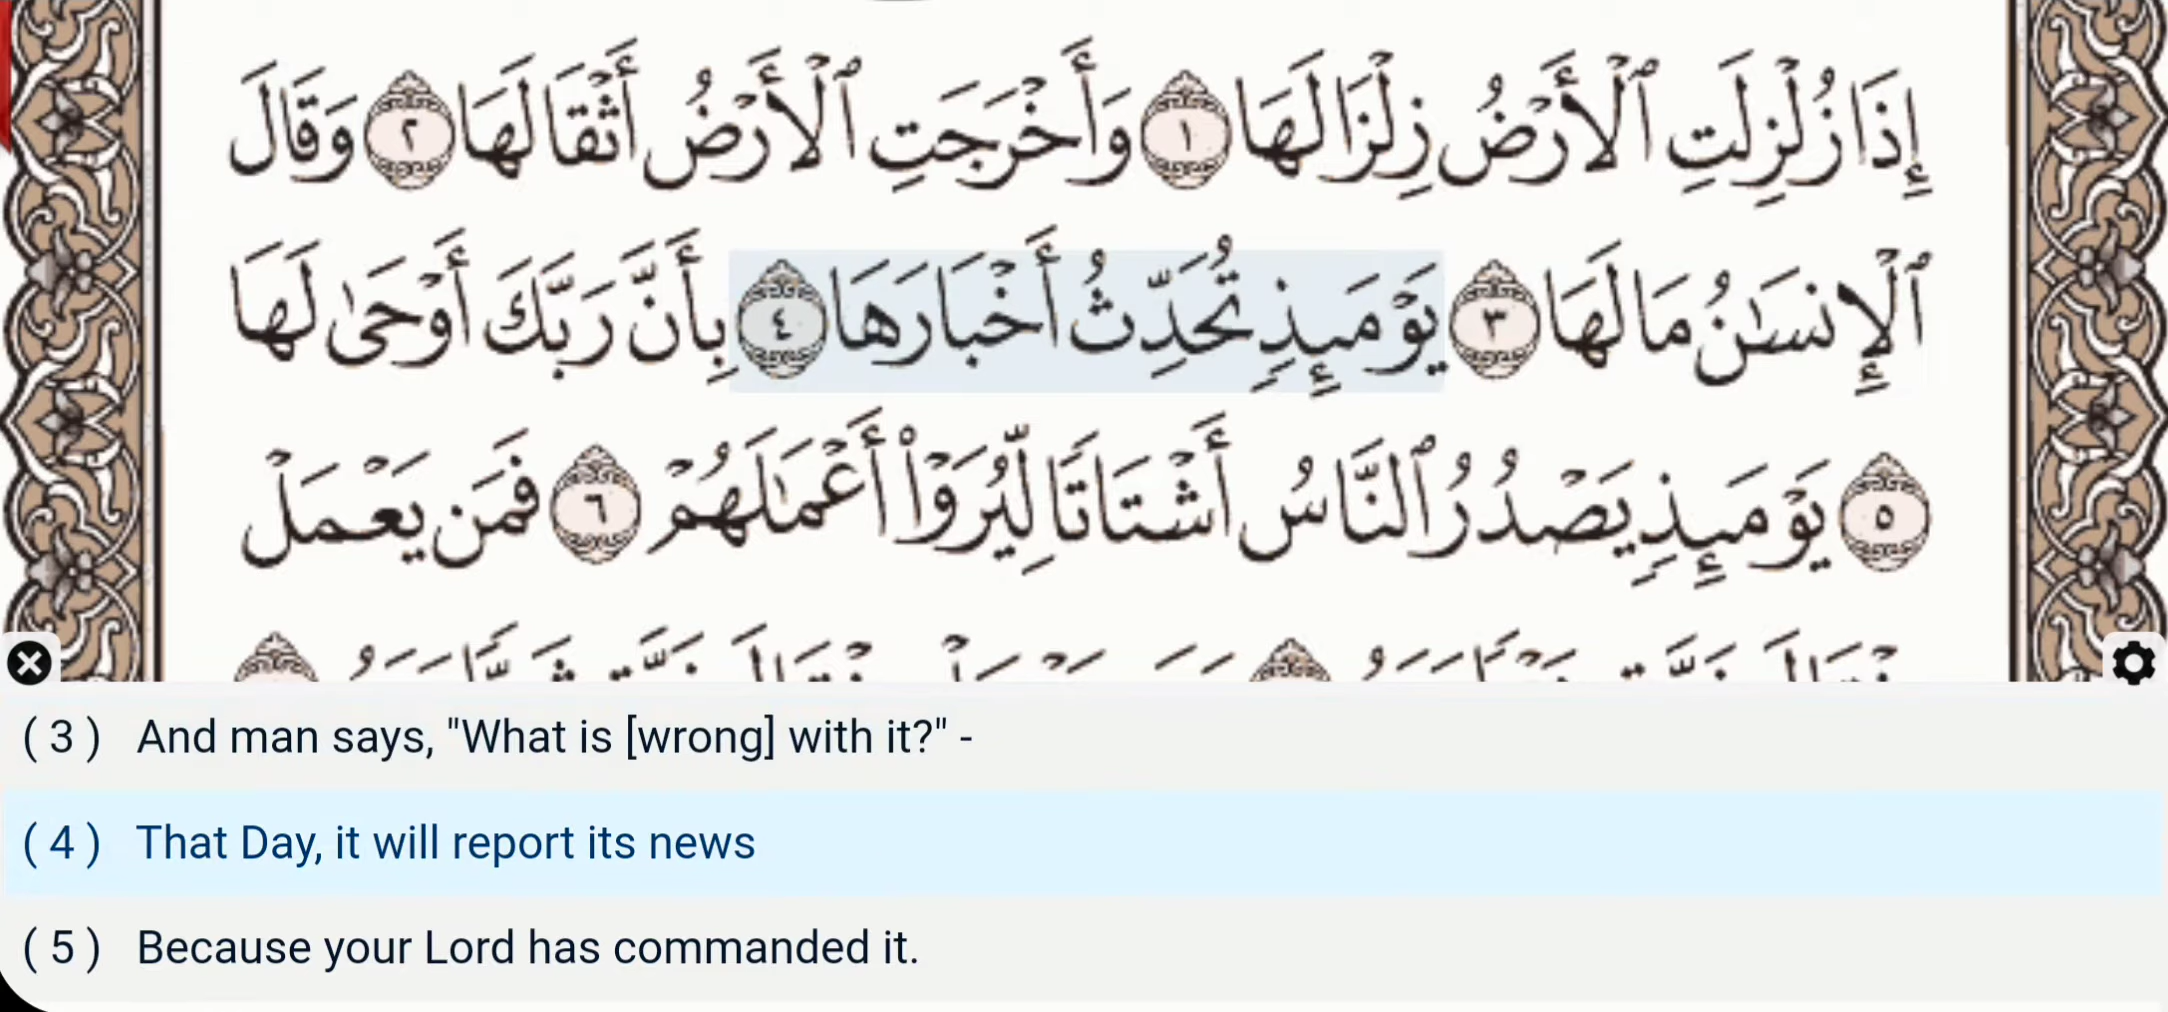 إِذَا زُلْزِلَتِ ٱلْأَرْضُ زِلْزَالَهَا ١ وَأَخْرَجَتِ ٱلْأَرْضُ أَثْقَالَهَا ٢ وَقَالَ
ٱلْإِنسَٰنُ مَا لَهَا ٣ يَوْمَئِذٍ تُحَدِّثُ أَخْبَارَهَا ٤ بِأَنَّ رَبَّكَ أَوْحَىٰ لَهَا
٥ يَوْمَئِذٍ يَصْدُرُ ٱلنَّاسُ أَشْتَاتًا لِّيُرَوْا۟ أَعْمَٰلَهُمْ ٦ فَمَن يَعْمَلْ
( 3 ) And man says, "What is [wrong] with it?" -
( 4 ) That Day, it will report its news
( 5 ) Because your Lord has commanded it.